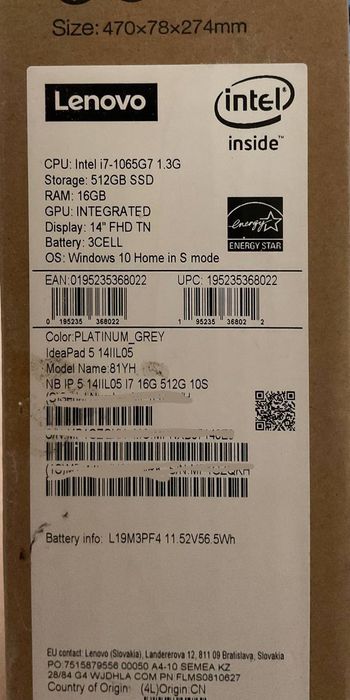 Size: 470×78×274mm
Lenovo
intel
inside™
CPU: Intel i7-1065G7 1.3G
Storage: 512GB SSD
RAM: 16GB
GPU: INTEGRATED
Display: 14" FHD TN
Battery: 3CELL
OS: Windows 10 Home in S mode
energy
ENERGY STAR
EAN:0195235368022
UPC: 195235368022
0 195235 368022
1 95235 36802 2
Color:PLATINUM_GREY
IdeaPad 5 14IIL05
Model Name:81YH
NB IP 5 14IIL05 I7 16G 512G 10S
Battery info: L19M3PF4 11.52V56.5Wh
EU contact: Lenovo (Slovakia), Landererova 12, 811 09 Bratislava, Slovakia
PO:7515879556 00050 A4-10 SEMEA KZ
28/84 G4 WJDHLA COM PN FLMS0810627
Country of Origin: (4L)Origin:CN